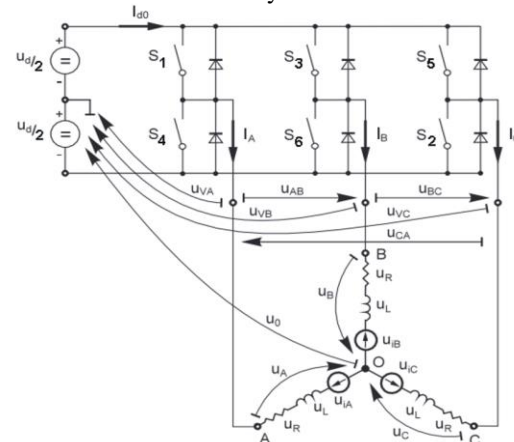 I_d0
+
u_d/2
-
+
u_d/2
-
S_1
S_3
S_5
S_4
S_6
S_2
I_A
I_B
I
u_VA
u_AB
u_BC
u_VB
u_VC
u_CA
B
u_R
u_B
u_L
u_0
u_iB
O
u_iC
u_A
u_iA
u_L
u_L
u_R
u_R
u_C
A
C